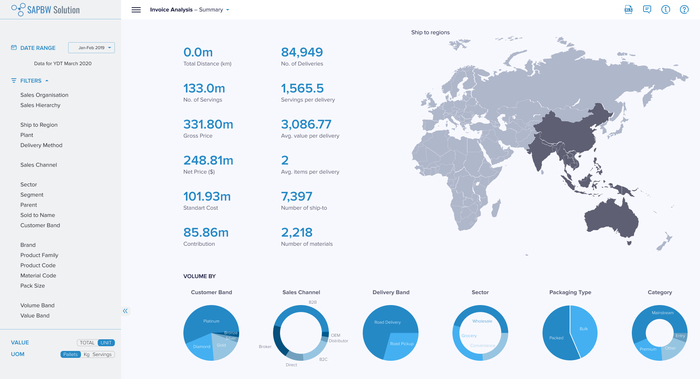 SAPBW Solution
Invoice Analysis – Summary
DATE RANGE
Jan-Feb 2019
Data for YDT March 2020
FILTERS
Sales Organisation
Sales Hierarchy
Ship to Region
Plant
Delivery Method
Sales Channel
Sector
Segment
Parent
Sold to Name
Customer Band
Brand
Product Family
Product Code
Material Code
Pack Size
Volume Band
Value Band
VALUE
TOTAL UNIT
UOM
Pallets Kg Servings
0.0m
Total Distance (km)
84,949
No. of Deliveries
133.0m
No. of Servings
1,565.5
Servings per delivery
331.80m
Gross Price
3,086.77
Avg. value per delivery
248.81m
Net Price ($)
2
Avg. items per delivery
101.93m
Standart Cost
7,397
Number of ship-to
85.86m
Contribution
2,218
Number of materials
Ship to regions
VOLUME BY
Customer Band
Platinum
Diamond
Silver
Sales Channel
B2B
OEM
Distributor
B2C
Direct
Broker
Delivery Band
Road Delivery
Road Pickup
Sector
Wholesale
Grocery
Packaging Type
Packed
Bulk
Category
Mainstream
Premium